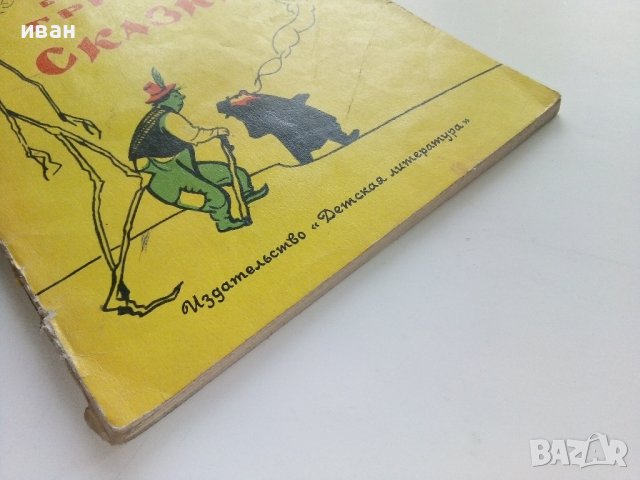 иван
Сказк
Издательство «Детская литература»
BAZAR